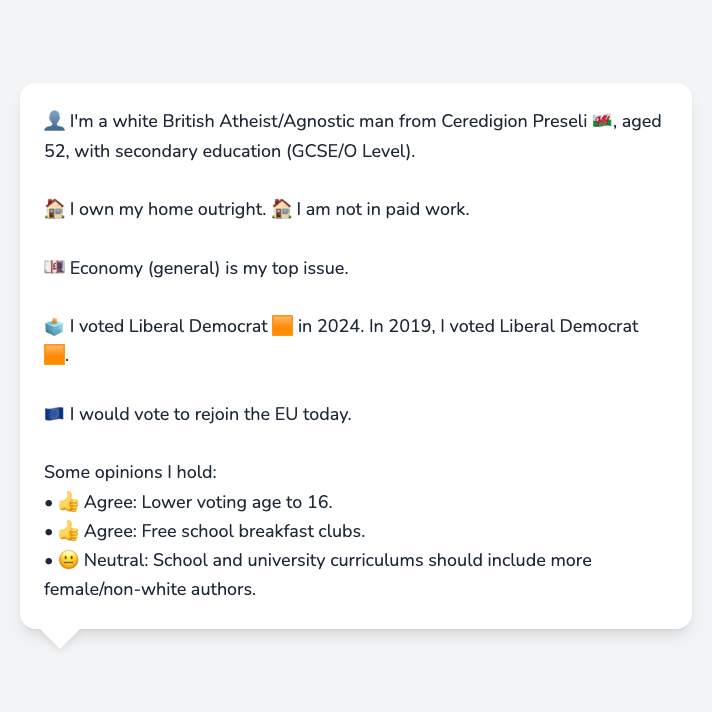 👤 I'm a white British Atheist/Agnostic man from Ceredigion Preseli 🏴󠁧󠁢󠁷󠁬󠁳󠁿, aged
52, with secondary education (GCSE/O Level).
🏠 I own my home outright. 🏠 I am not in paid work.
💷 Economy (general) is my top issue.
🗳️ I voted Liberal Democrat 🟧 in 2024. In 2019, I voted Liberal Democrat
🟧.
🇪🇺 I would vote to rejoin the EU today.
Some opinions I hold:
• 👍 Agree: Lower voting age to 16.
• 👍 Agree: Free school breakfast clubs.
• 😐 Neutral: School and university curriculums should include more
female/non-white authors.